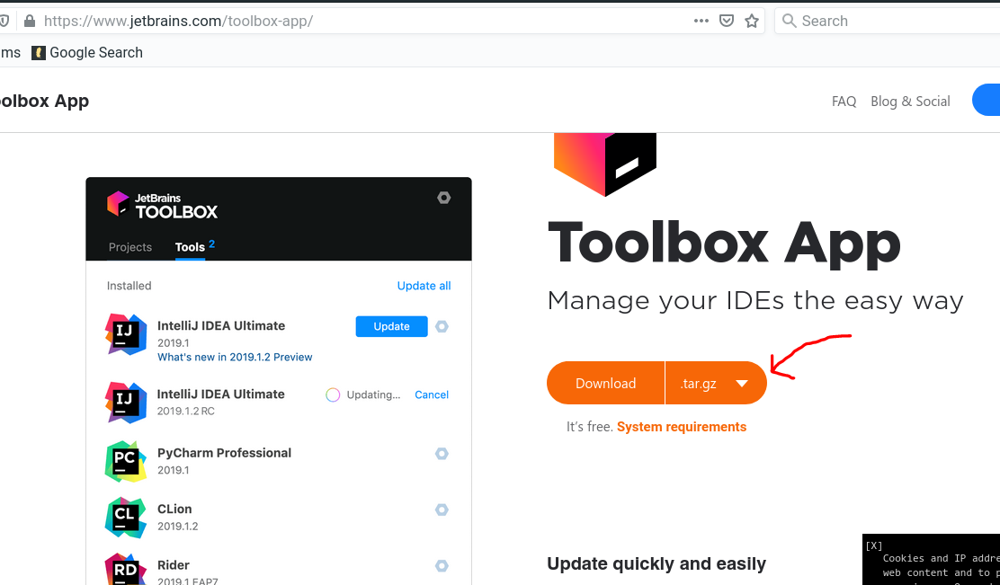 https://www.jetbrains.com/toolbox-app/
Search
ms
Google Search
oolbox App
FAQ
Blog & Social
JetBrains
TOOLBOX
Projects
Tools 2
Installed
Update all
IJ
IntelliJ IDEA Ultimate
2019.1
What's new in 2019.1.2 Preview
Update
IJ
IntelliJ IDEA Ultimate
2019.1.2 RC
Updating...
Cancel
PC
PyCharm Professional
2019.1
CL
CLion
2019.1.2
RD
Rider
2019.1 EAP7
Toolbox App
Manage your IDEs the easy way
Download
.tar.gz
It's free. System requirements
Update quickly and easily
[X]
Cookies and IP addre
web content and to p